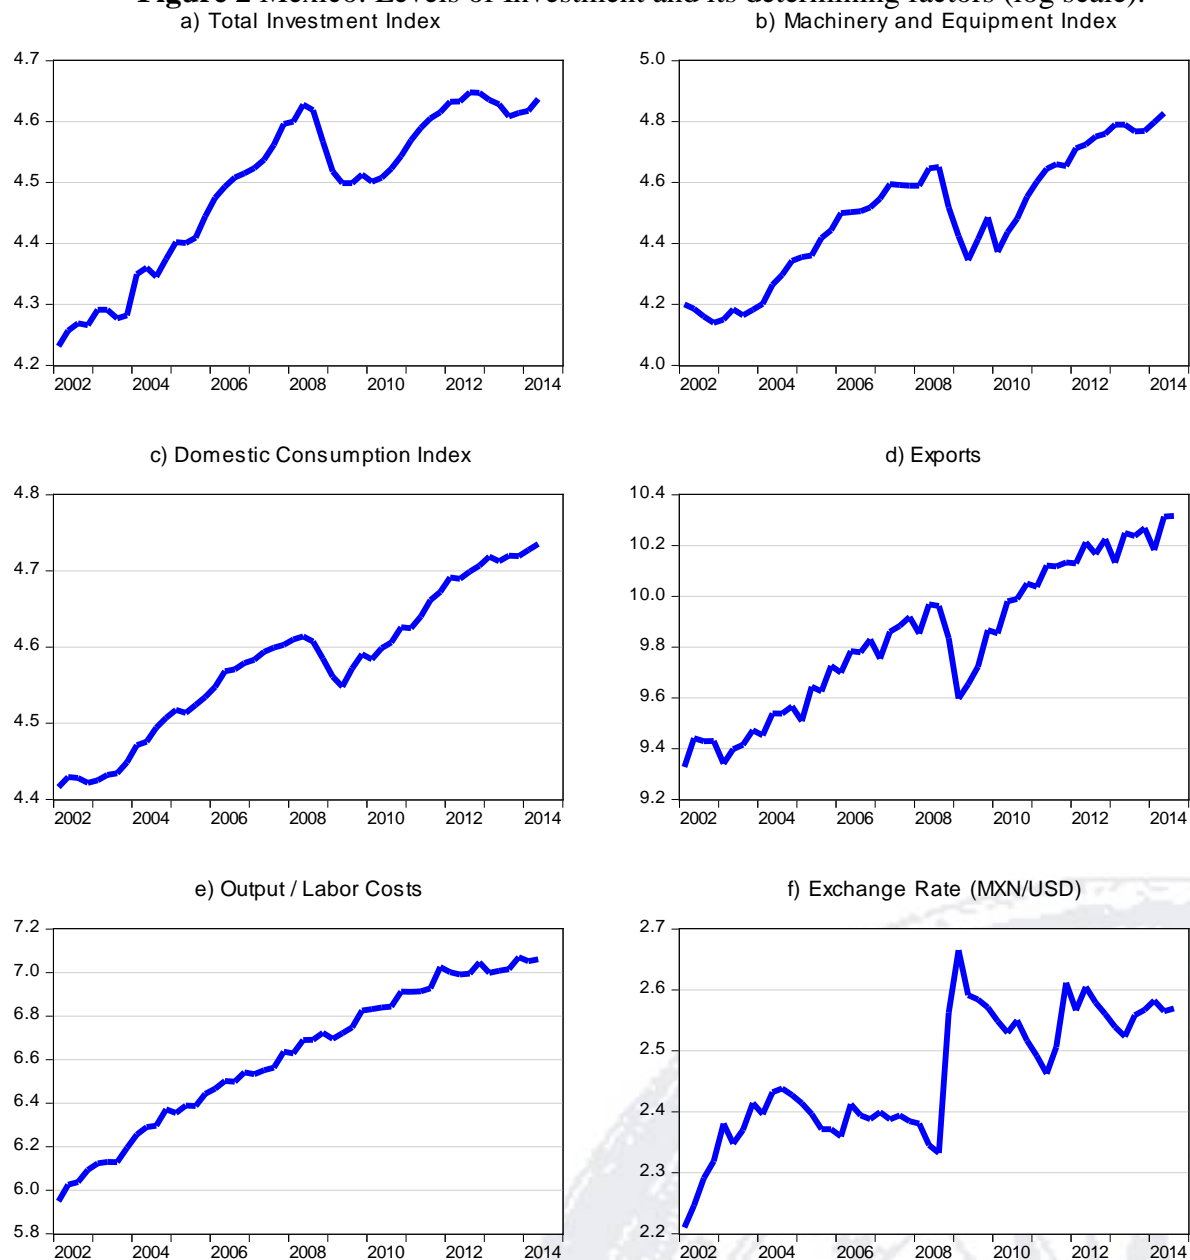 Figure 2 Mexico: Levels of Investment and its determining factors (log scale).
a) Total Investment Index
4.7
4.6
4.5
4.4
4.3
4.2
2002 2004 2006 2008 2010 2012 2014
b) Machinery and Equipment Index
5.0
4.8
4.6
4.4
4.2
4.0
2002 2004 2006 2008 2010 2012 2014
c) Domestic Consumption Index
4.8
4.7
4.6
4.5
4.4
2002 2004 2006 2008 2010 2012 2014
d) Exports
10.4
10.2
10.0
9.8
9.6
9.4
9.2
2002 2004 2006 2008 2010 2012 2014
e) Output / Labor Costs
7.2
7.0
6.8
6.6
6.4
6.2
6.0
5.8
2002 2004 2006 2008 2010 2012 2014
f) Exchange Rate (MXN/USD)
2.7
2.6
2.5
2.4
2.3
2.2
2002 2004 2006 2008 2010 2012 2014